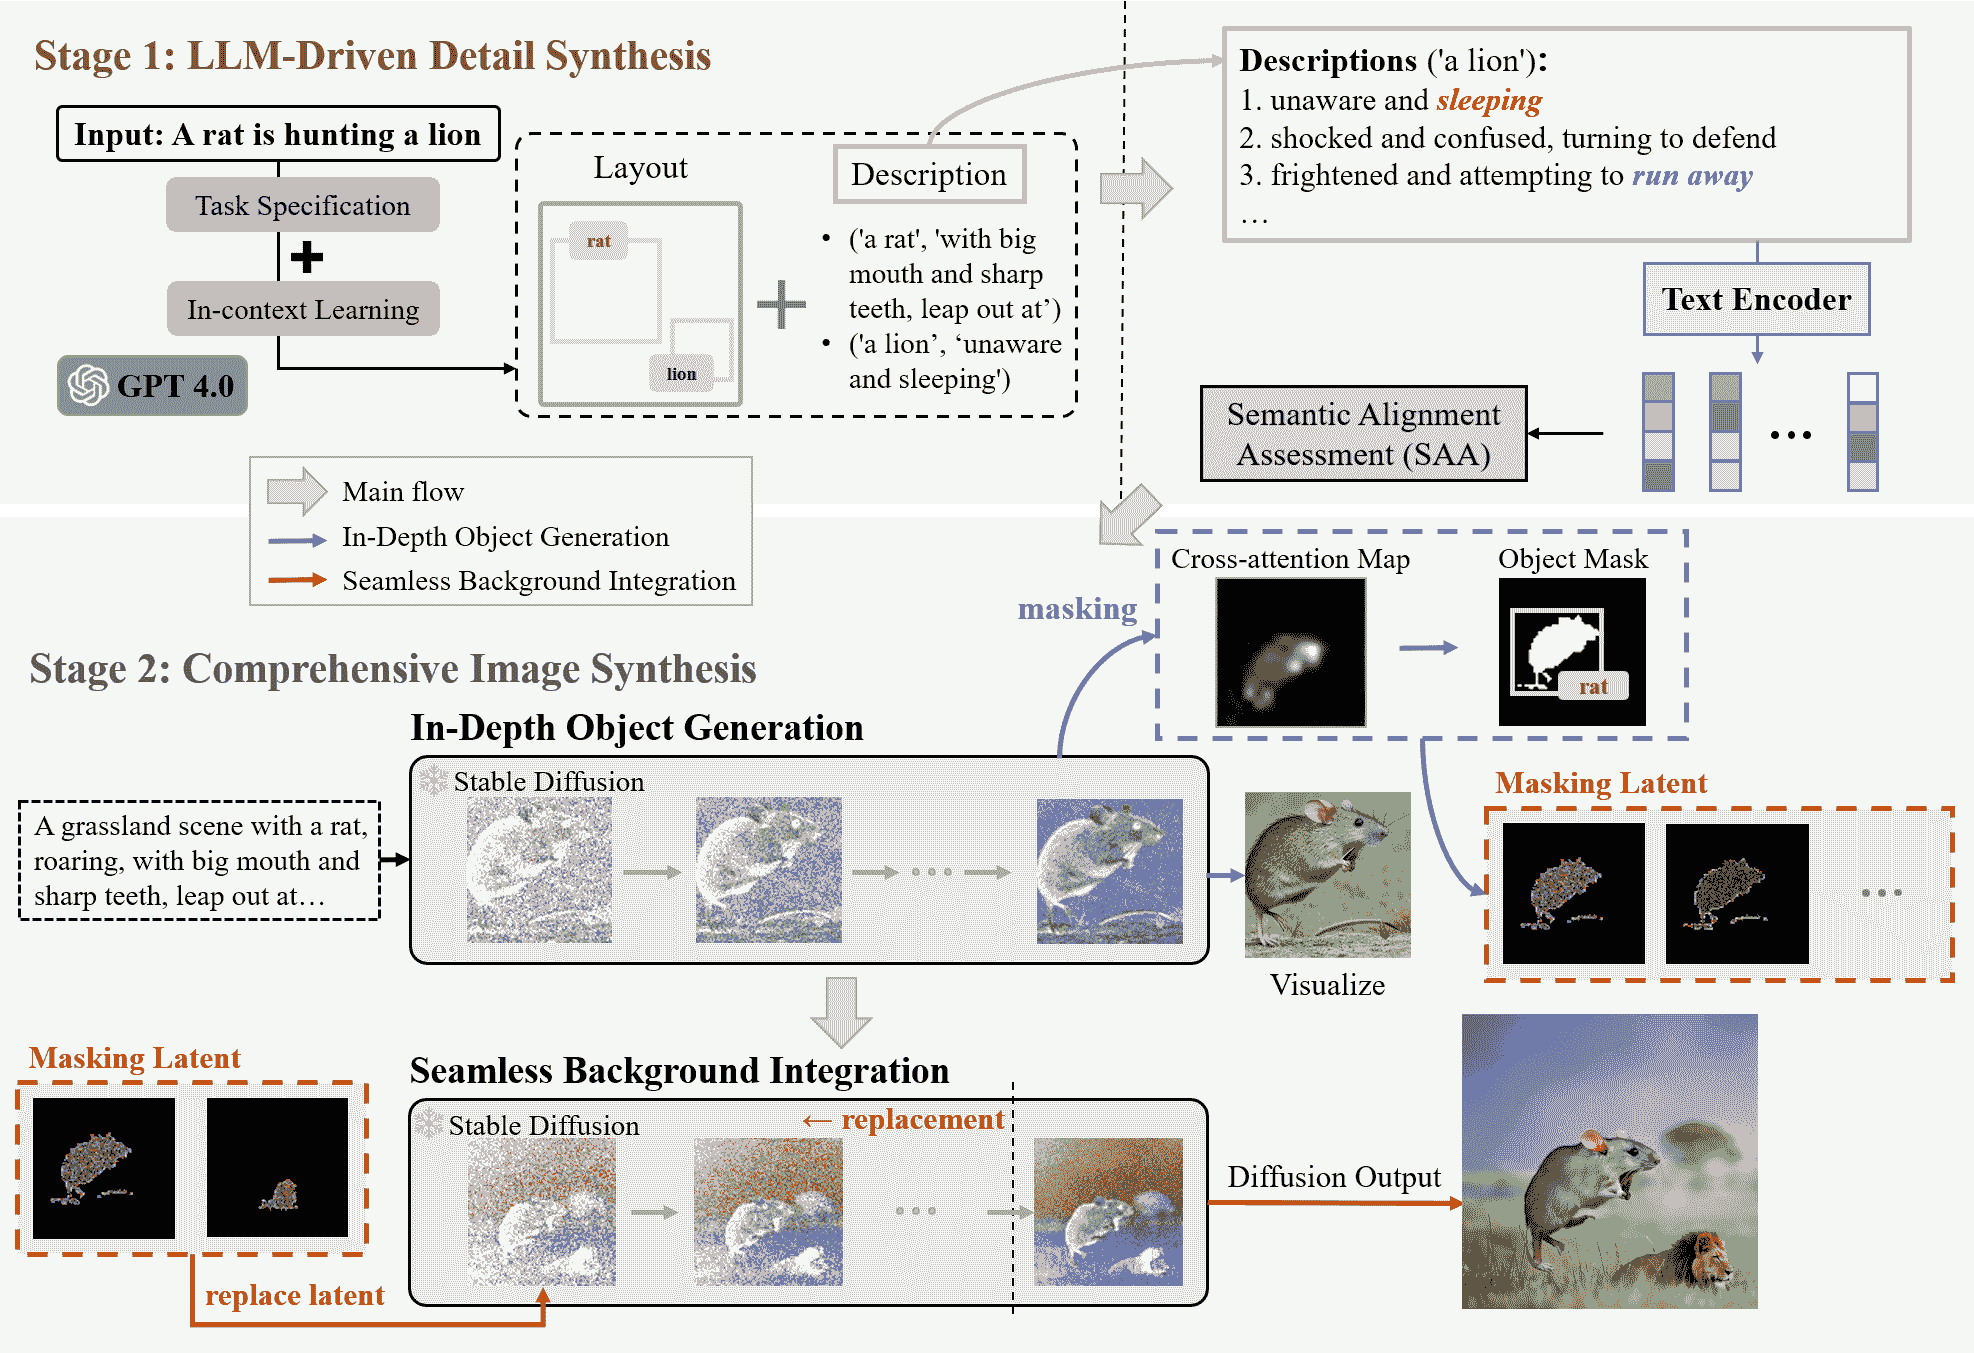 Stage 1: LLM-Driven Detail Synthesis
Input: A rat is hunting a lion
Task Specification
In-context Learning
GPT 4.0
Layout
rat
lion
Description
• ('a rat', 'with big
mouth and sharp
teeth, leap out at’)
• ('a lion’, ‘unaware
and sleeping')
Descriptions ('a lion'):
1. unaware and sleeping
2. shocked and confused, turning to defend
3. frightened and attempting to run away
…
Text Encoder
Semantic Alignment
Assessment (SAA)
Main flow
In-Depth Object Generation
Seamless Background Integration
Stage 2: Comprehensive Image Synthesis
masking
Cross-attention Map
Object Mask
rat
In-Depth Object Generation
Stable Diffusion
A grassland scene with a rat,
roaring, with big mouth and
sharp teeth, leap out at…
Visualize
Masking Latent
Masking Latent
replace latent
Seamless Background Integration
Stable Diffusion
← replacement
Diffusion Output